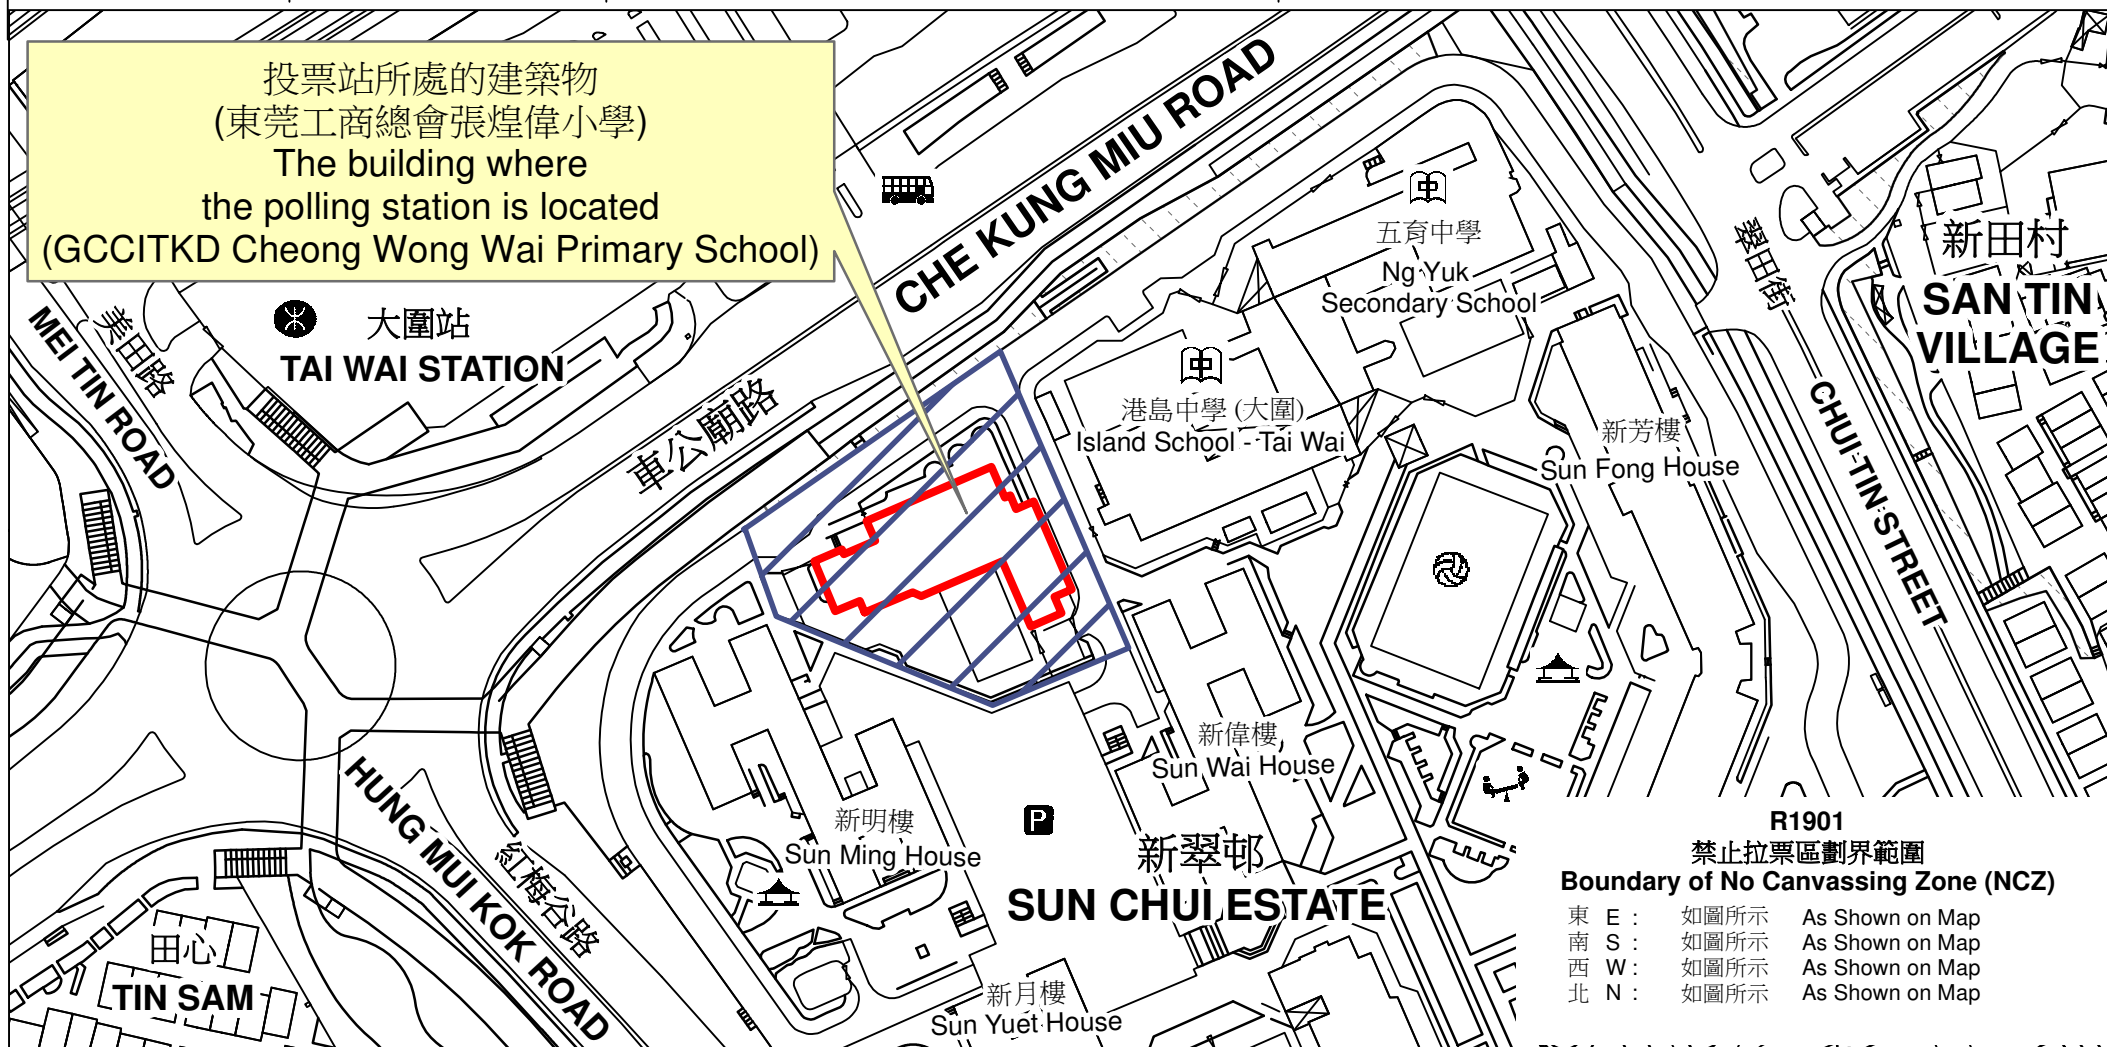 投票站所處的建築物
(東莞工商總會張煌偉小學)
The building where
the polling station is located
(GCCITKD Cheong Wong Wai Primary School)
CHE KUNG MIU ROAD
車公廟路
五育中學
Ng Yuk
Secondary School
翠田街
CHUI TIN STREET
新田村
SAN TIN
VILLAGE
美田路
MEI TIN ROAD
大圍站
TAI WAI STATION
港島中學 (大圍)
Island School - Tai Wai
新芳樓
Sun Fong House
新偉樓
Sun Wai House
新明樓
Sun Ming House
P
新翠邨
SUN CHUI ESTATE
紅梅谷路
HUNG MUI KOK ROAD
田心
TIN SAM
新月樓
Sun Yuet House
R1901
禁止拉票區劃界範圍
Boundary of No Canvassing Zone (NCZ)
東 E : 如圖所示 As Shown on Map
南 S : 如圖所示 As Shown on Map
西 W : 如圖所示 As Shown on Map
北 N : 如圖所示 As Shown on Map